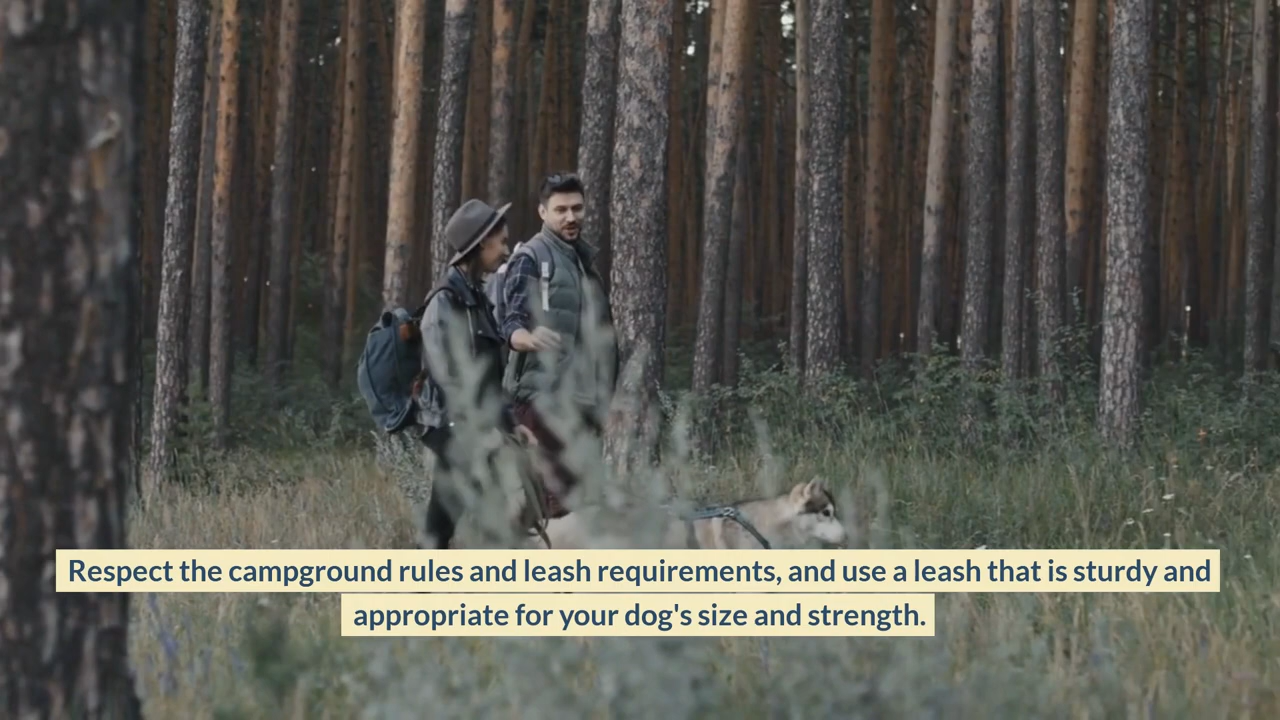 Respect the campground rules and leash requirements, and use a leash that is sturdy and
appropriate for your dog's size and strength.